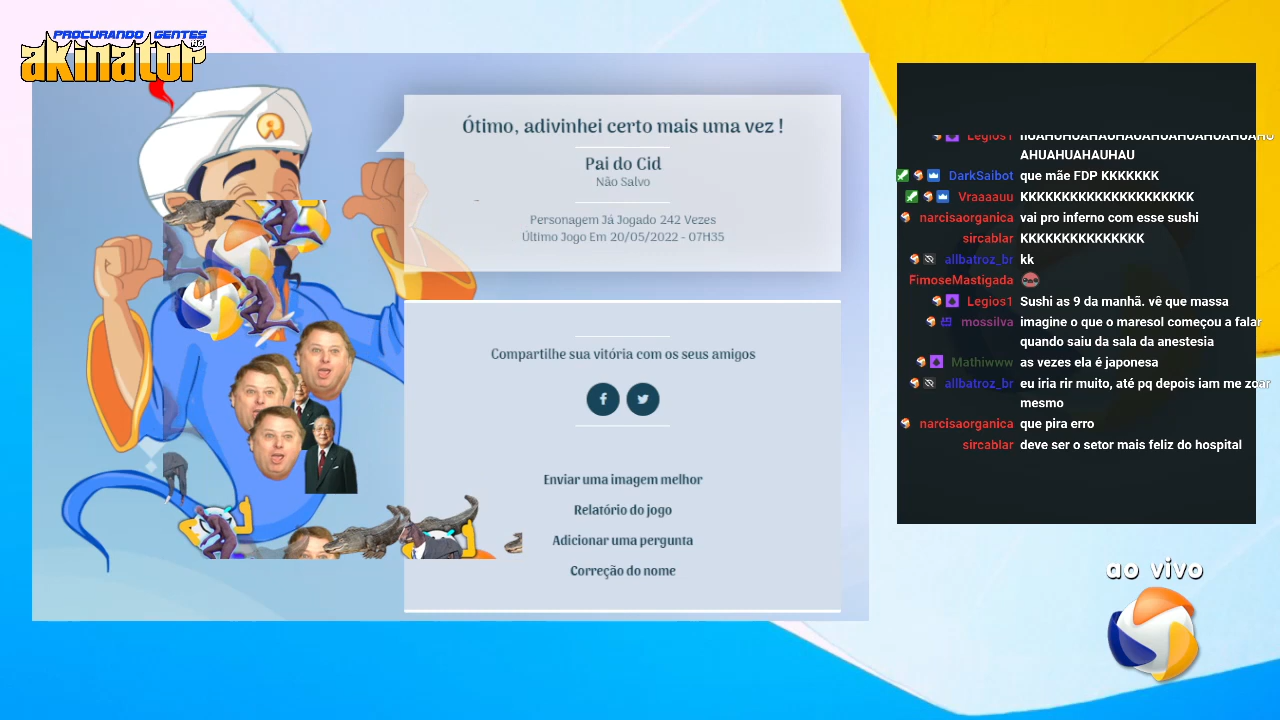 PROCURANDO GENTES
NO
akinator
Ótimo, adivinhei certo mais uma vez !
Pai do Cid
Não Salvo
Personagem Já Jogado 242 Vezes
Último Jogo Em 20/05/2022 - 07H35
Compartilhe sua vitória com os seus amigos
Enviar uma imagem melhor
Relatório do jogo
Adicionar uma pergunta
Correção do nome
Legios1
AHUAHUAHAUHAU
DarkSaibot que mãe FDP KKKKKKK
Vraaaauu KKKKKKKKKKKKKKKKKKKKK
narcisaorganica vai pro inferno com esse sushi
sircablar KKKKKKKKKKKKKKK
allbatroz_br kk
FimoseMastigada
Legios1 Sushi as 9 da manhã. vê que massa
mossilva imagine o que o maresol começou a falar
quando saiu da sala da anestesia
Mathiwww as vezes ela é japonesa
allbatroz_br eu iria rir muito, até pq depois iam me zoar
mesmo
narcisaorganica que pira erro
sircablar deve ser o setor mais feliz do hospital
ao vivo